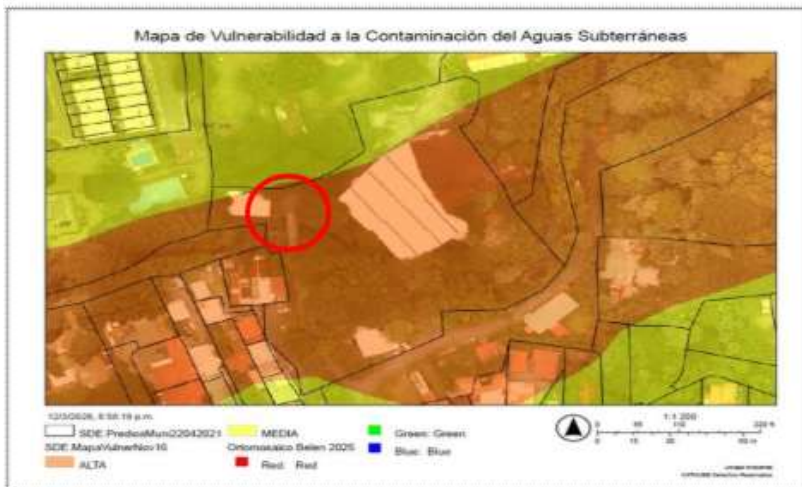 Mapa de Vulnerabilidad a la Contaminación del Aguas Subterráneas
1:1 200
SDE.PrediosMuni22042021
MEDIA
Green: Green
SDE.MapaVulnerNov16
Ortomosaico Belen 2025
Blue: Blue
ALTA
Red: Red